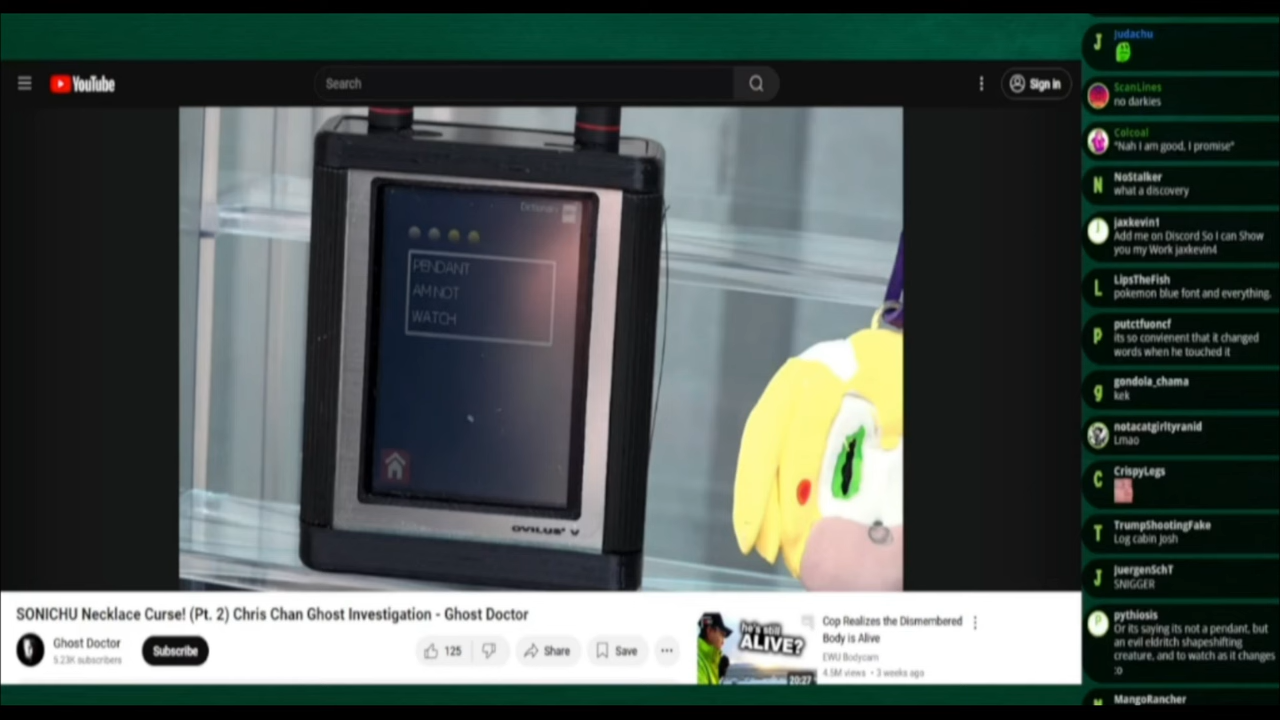 YouTube
Search
Sign in
Dictionary
PENDANT
AM NOT
WATCH
OVILUS V
SONICHU Necklace Curse! (Pt. 2) Chris Chan Ghost Investigation - Ghost Doctor
Ghost Doctor
5.23K subscribers
Subscribe
125
Share
Save
he's still
ALIVE?
20:27
Cop Realizes the Dismembered
Body is Alive
EWU Bodycam
4.5M views • 3 weeks ago
J
Judachu
ScanLines
no darkies
Colcoal
"Nah I am good, I promise"
N
NoStalker
what a discovery
jaxkevin1
Add me on Discord So I can Show
you my Work jaxkevin4
L
LipsTheFish
pokemon blue font and everything.
P
putctfuoncf
its so convienent that it changed
words when he touched it
g
gondola_chama
kek
notacatgirltyranid
Lmao
C
CrispyLegs
T
TrumpShootingFake
Log cabin Josh
J
JuergenSchT
SNIGGER
P
pythiosis
Or its saying its not a pendant, but
an evil eldritch shapeshifting
creature, and to watch as it changes
:o
MangoRancher